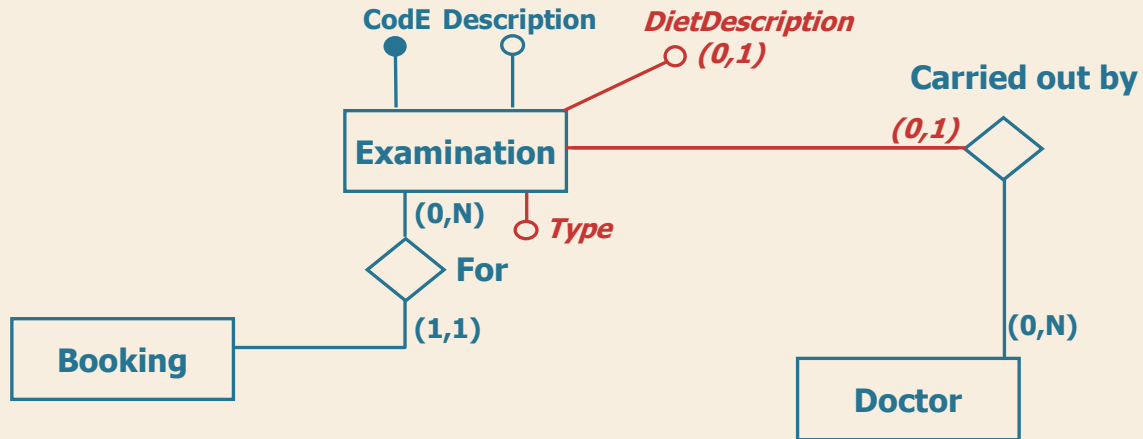 CodE Description
DietDescription
(0,1)
Carried out by
Examination
(0,1)
(0,N)
Type
For
(1,1)
(0,N)
Booking
Doctor